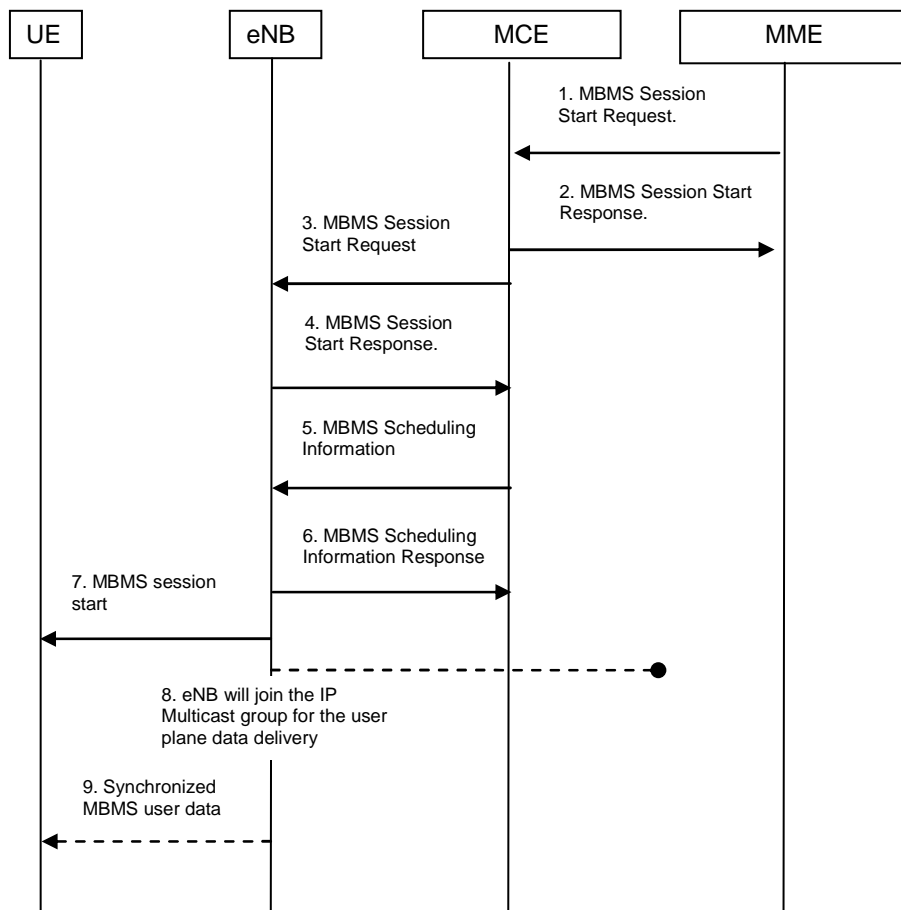 UE
eNB
MCE
MME
1. MBMS Session
Start Request.
2. MBMS Session Start
Response.
3. MBMS Session
Start Request
4. MBMS Session
Start Response.
5. MBMS Scheduling
Information
6. MBMS Scheduling
Information Response
7. MBMS session
start
8. eNB will join the IP
Multicast group for the user
plane data delivery
9. Synchronized
MBMS user data